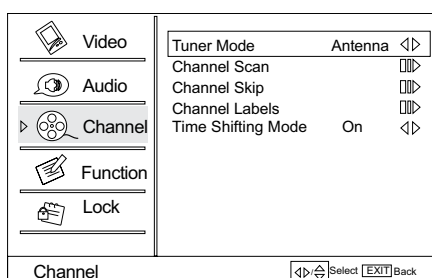 Video
Audio
Channel
Function
Lock
Tuner Mode Antenna
Channel Scan
Channel Skip
Channel Labels
Time Shifting Mode On
Channel
Select EXIT Back